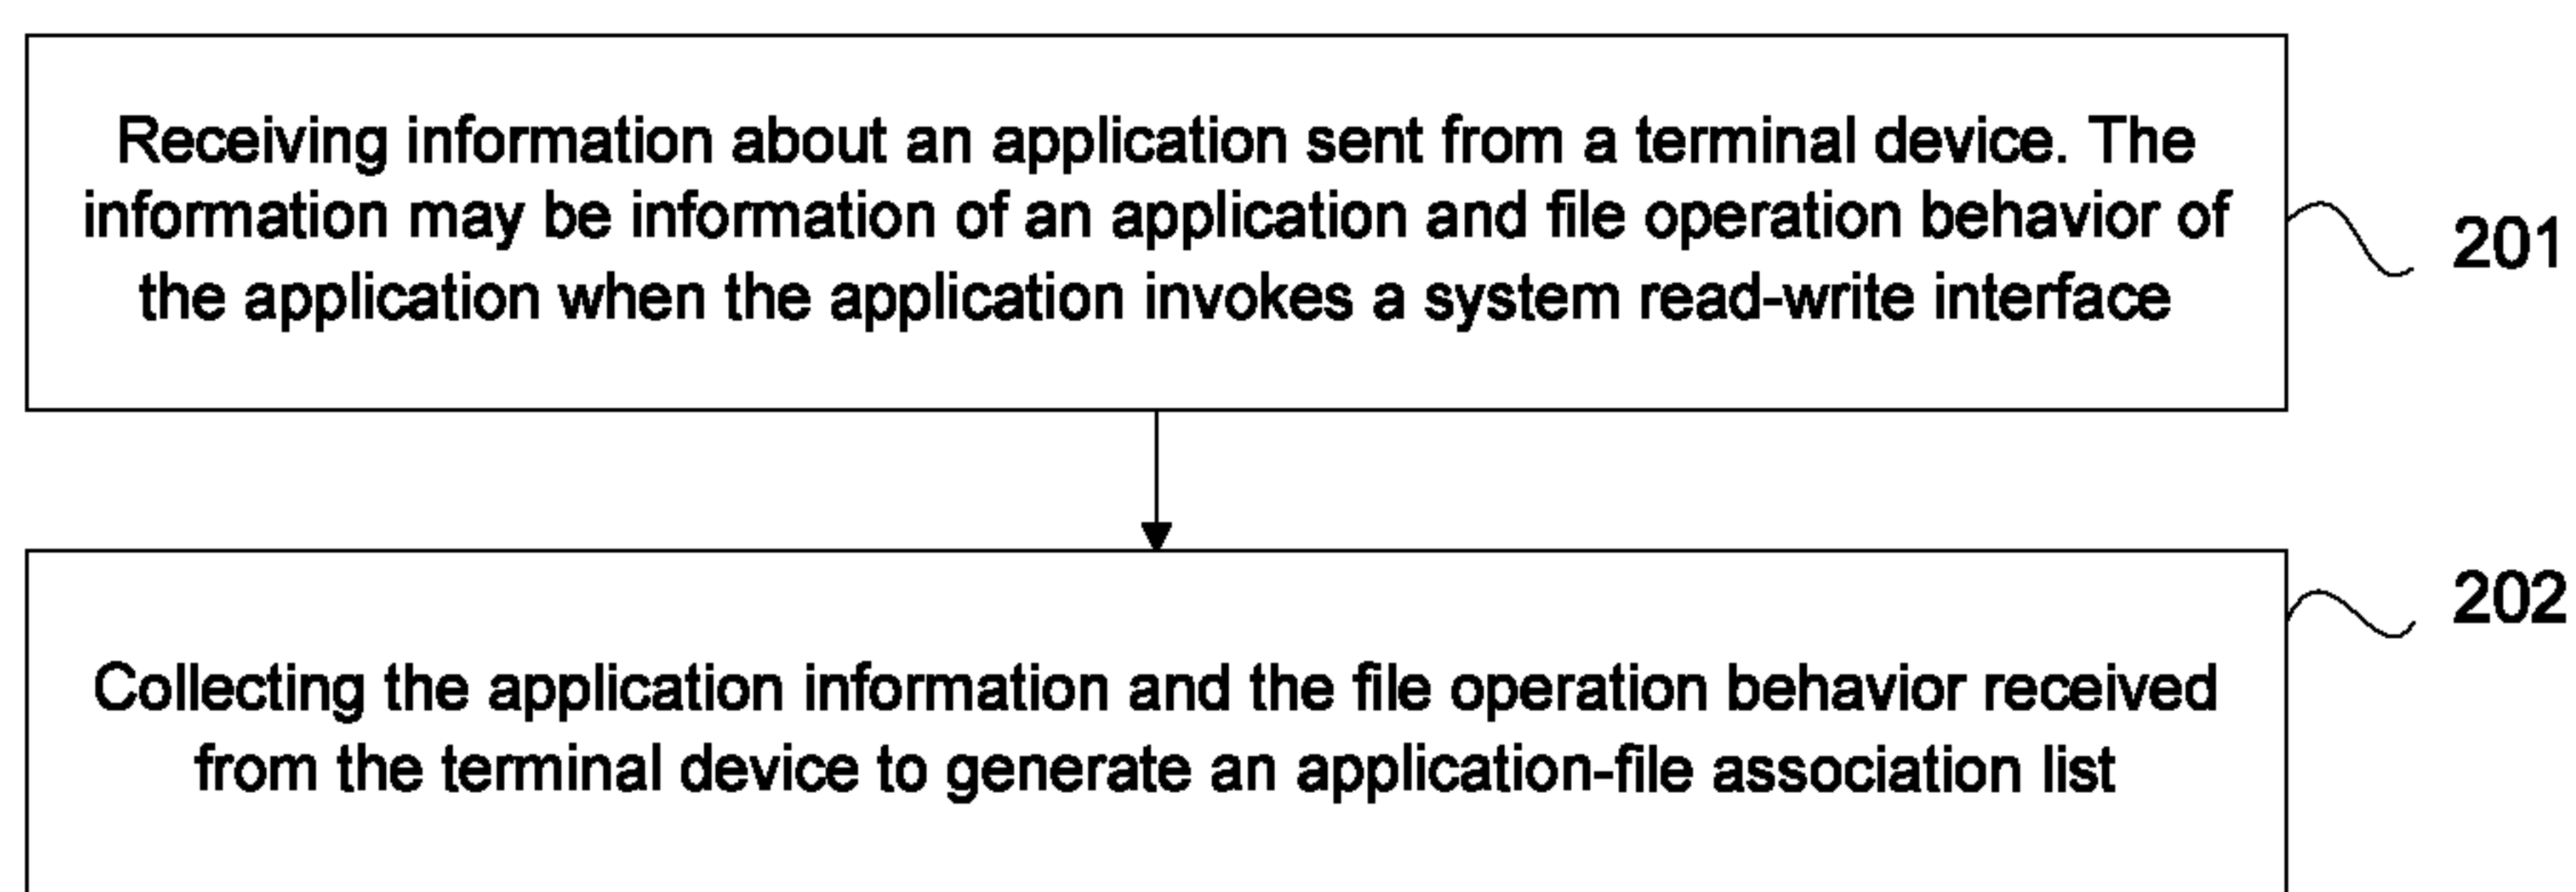 Receiving information about an application sent from a terminal device. The
information may be information of an application and file operation behavior of
the application when the application invokes a system read-write interface
201
202
Collecting the application information and the file operation behavior received
from the terminal device to generate an application-file association list